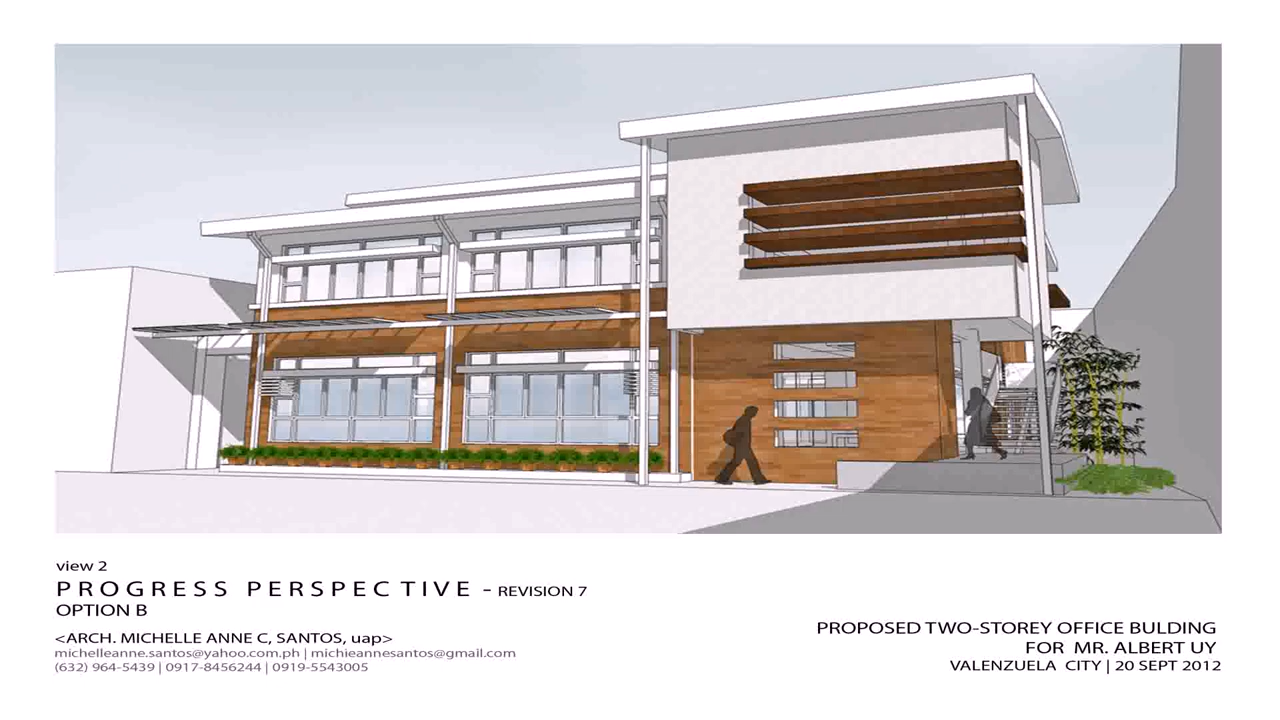 view 2
PROGRESS PERSPECTIVE - REVISION 7
OPTION B
<ARCH. MICHELLE ANNE C, SANTOS, uap>
michelleanne.santos@yahoo.com.ph | michieannesantos@gmail.com
(632) 964-5439 | 0917-8456244 | 0919-5543005
PROPOSED TWO-STOREY OFFICE BULDING
FOR MR. ALBERT UY
VALENZUELA CITY | 20 SEPT 2012